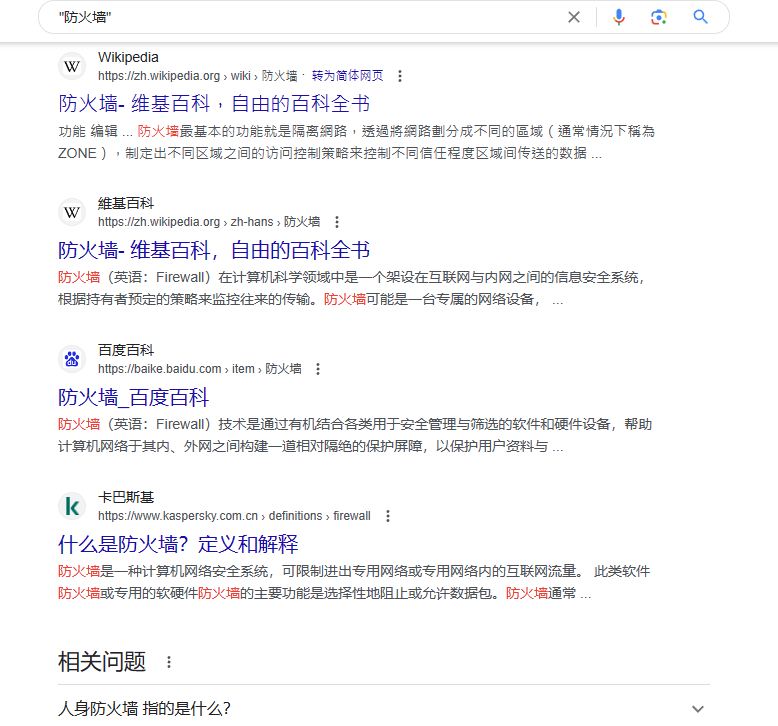 "防火墙"
Wikipedia
https://zh.wikipedia.org › wiki › 防火墙 · 转为简体网页
防火墙- 维基百科，自由的百科全书
功能 编辑 ... 防火墙最基本的功能就是隔離網路，透過將網路劃分成不同的區域（通常情況下稱為
ZONE），制定出不同区域之间的访问控制策略来控制不同信任程度区域间传送的数据 ...
維基百科
https://zh.wikipedia.org › zh-hans › 防火墙
防火墙- 维基百科，自由的百科全书
防火墙（英语：Firewall）在计算机科学领域中是一个架设在互联网与内网之间的信息安全系统，
根据持有者预定的策略来监控往来的传输。防火墙可能是一台专属的网络设备， ...
百度百科
https://baike.baidu.com › item › 防火墙
防火墙_百度百科
防火墙（英语：Firewall）技术是通过有机结合各类用于安全管理与筛选的软件和硬件设备，帮助
计算机网络于其内、外网之间构建一道相对隔绝的保护屏障，以保护用户资料与 ...
卡巴斯基
https://www.kaspersky.com.cn › definitions › firewall
什么是防火墙？定义和解释
防火墙是一种计算机网络安全系统，可限制进出专用网络或专用网络内的互联网流量。 此类软件
防火墙或专用的软硬件防火墙的主要功能是选择性地阻止或允许数据包。防火墙通常 ...
相关问题
人身防火墙 指的是什么?